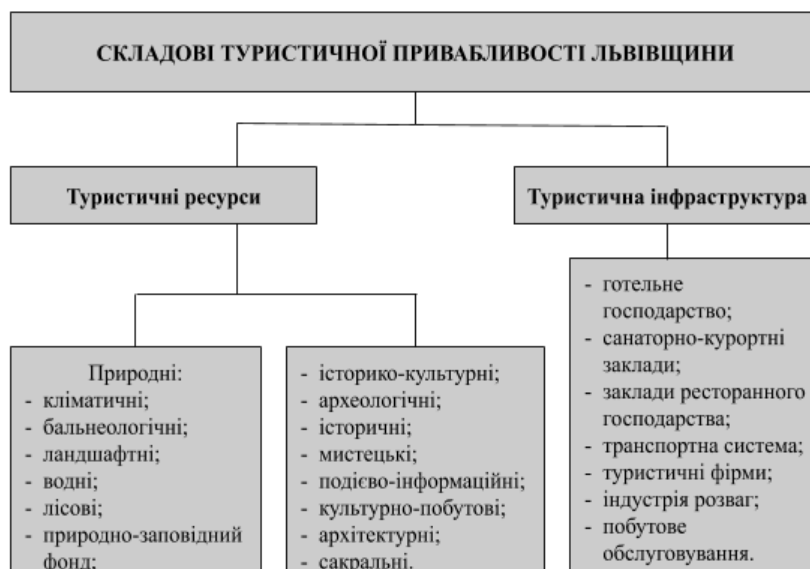 СКЛАДОВІ ТУРИСТИЧНОЇ ПРИВАБЛИВОСТІ ЛЬВІВЩИНИ
Туристичні ресурси
Туристична інфраструктура
Природні:
- кліматичні;
- бальнеологічні;
- ландшафтні;
- водні;
- лісові;
- природно-заповідний
фонд;
- історико-культурні;
- археологічні;
- історичні;
- мистецькі;
- подієво-інформаційні;
- культурно-побутові;
- архітектурні;
- сакральні.
- готельне
господарство;
- санаторно-курортні
заклади;
- заклади ресторанного
господарства;
- транспортна система;
- туристичні фірми;
- індустрія розваг;
- побутове
обслуговування.